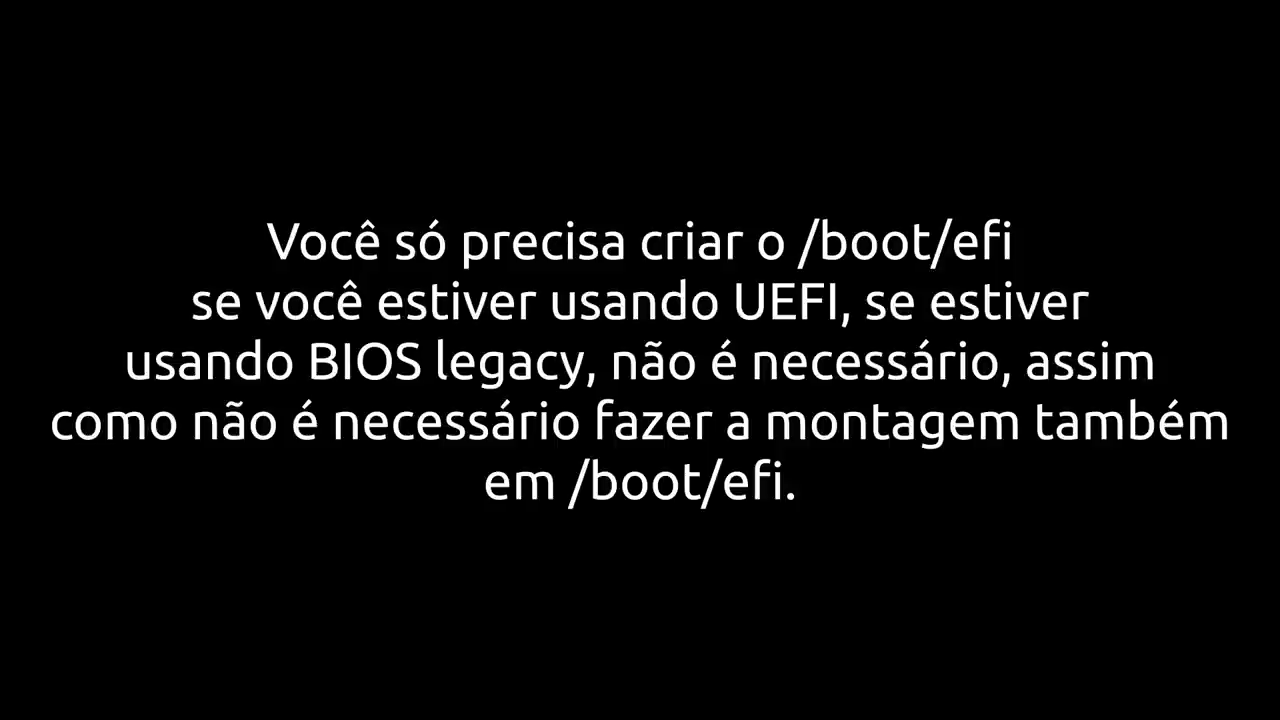 Você só precisa criar o /boot/efi
se você estiver usando UEFI, se estiver
usando BIOS legacy, não é necessário, assim
como não é necessário fazer a montagem também
em /boot/efi.